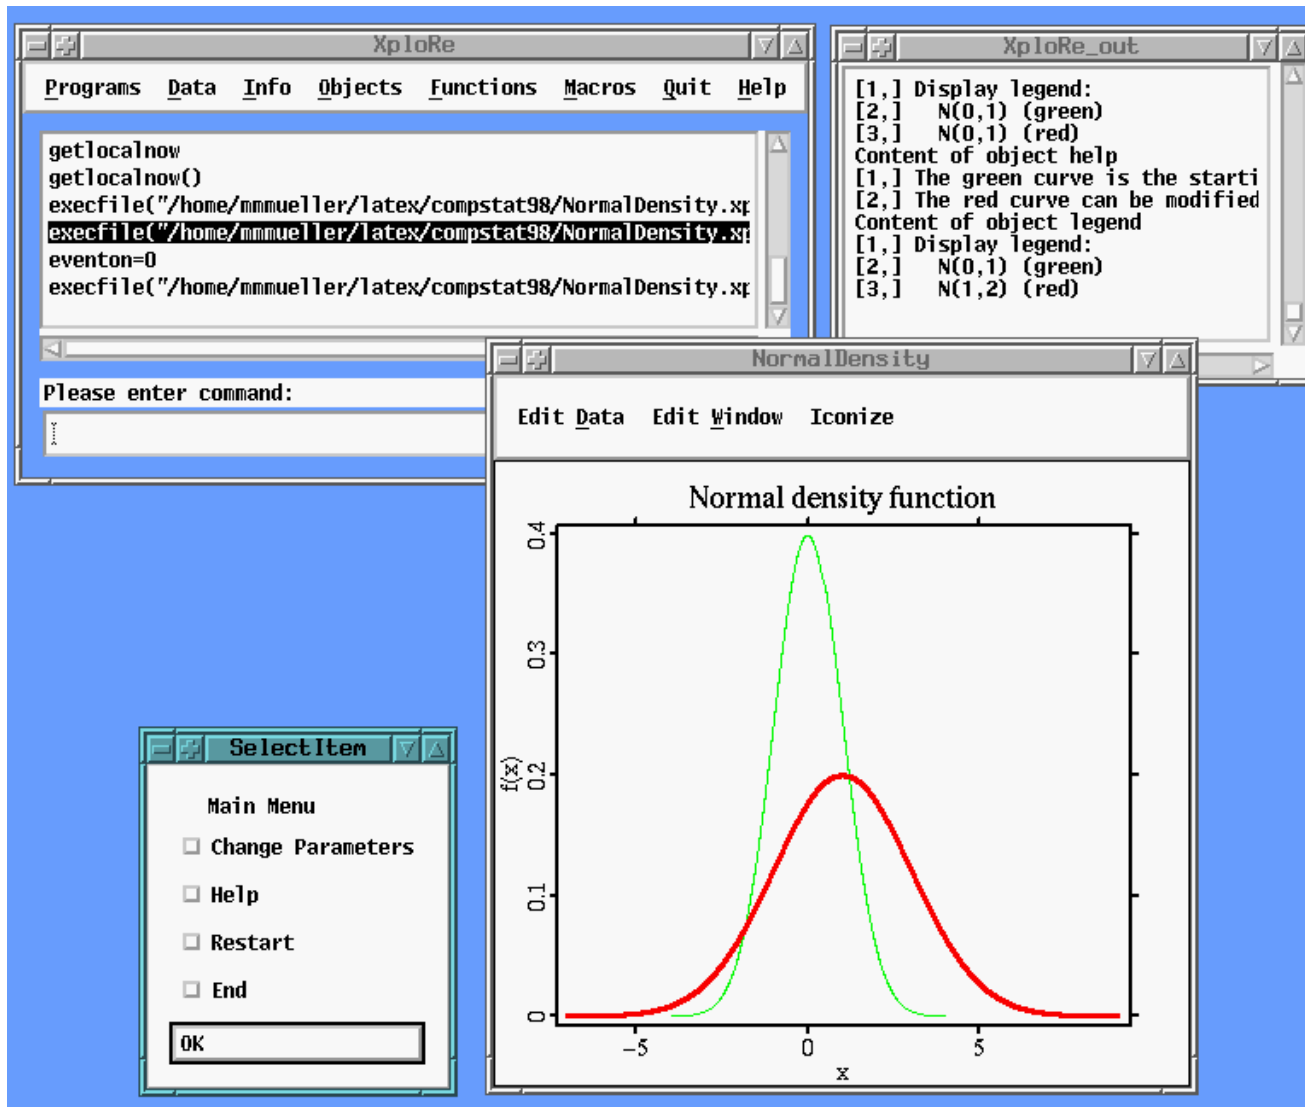 XploRe
Programs Data Info Objects Functions Macros Quit Help
getlocalnow
getlocalnow()
execfile("/home/mmmueller/latex/compstat98/NormalDensity.xp
execfile("/home/mmmueller/latex/compstat98/NormalDensity.xp
eventon=0
execfile("/home/mmmueller/latex/compstat98/NormalDensity.xp
Please enter command:
XploRe_out
[1,] Display legend:
[2,] N(0,1) (green)
[3,] N(0,1) (red)
Content of object help
[1,] The green curve is the starti
[2,] The red curve can be modified
Content of object legend
[1,] Display legend:
[2,] N(0,1) (green)
[3,] N(1,2) (red)
NormalDensity
Edit Data Edit Window Iconize
Normal density function
0.4
0.3
0.2
0.1
0
f(x)
-5 0 5
x
SelectItem
Main Menu
Change Parameters
Help
Restart
End
OK